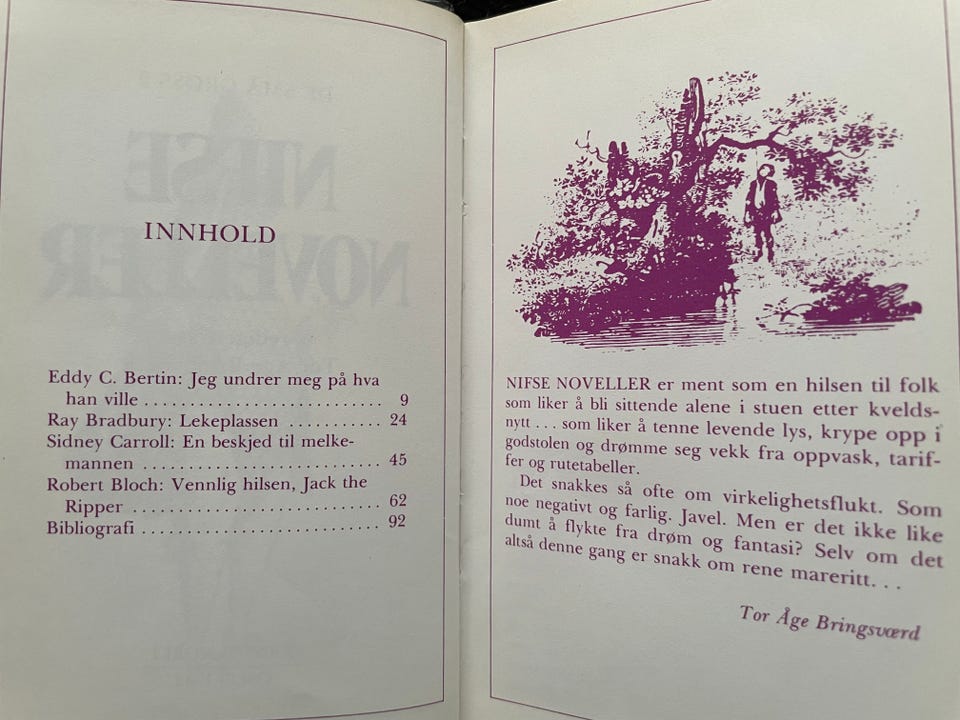 INNHOLD
Eddy C. Bertin: Jeg undrer meg på hva
han ville . . . . . . . . . . . . . . . . . . . . . . . . . . . . 9
Ray Bradbury: Lekeplassen . . . . . . . . . . . . . 24
Sidney Carroll: En beskjed til melke-
mannen . . . . . . . . . . . . . . . . . . . . . . . . . . . 45
Robert Bloch: Vennlig hilsen, Jack the
Ripper . . . . . . . . . . . . . . . . . . . . . . . . . . . . 62
Bibliografi . . . . . . . . . . . . . . . . . . . . . . . . . . 92
NIFSE NOVELLER er ment som en hilsen til folk
som liker å bli sittende alene i stuen etter kvelds-
nytt . . . som liker å tenne levende lys, krype opp i
godstolen og drømme seg vekk fra oppvask, tarif-
fer og rutetabeller.
Det snakkes så ofte om virkelighetsflukt. Som
noe negativt og farlig. Javel. Men er det ikke like
dumt å flykte fra drøm og fantasi? Selv om det
altså denne gang er snakk om rene mareritt. . .
Tor Åge Bringsværd